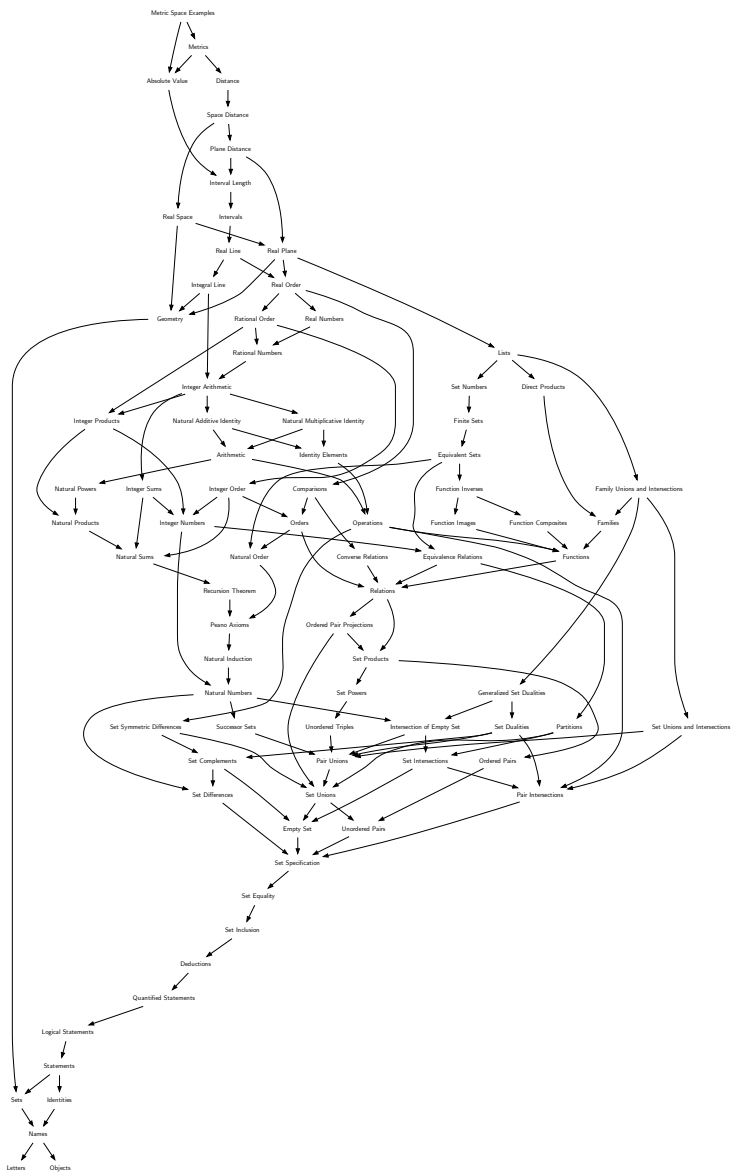 Metric Space Examples
Metrics
Absolute Value
Distance
Space Distance
Plane Distance
Interval Length
Real Space
Intervals
Real Line
Real Plane
Integral Line
Real Order
Geometry
Rational Order
Real Numbers
Rational Numbers
Lists
Integer Arithmetic
Set Numbers
Direct Products
Integer Products
Natural Additive Identity
Natural Multiplicative Identity
Finite Sets
Arithmetic
Identity Elements
Equivalent Sets
Natural Powers
Integer Sums
Integer Order
Comparisons
Function Inverses
Family Unions and Intersections
Natural Products
Integer Numbers
Orders
Operations
Function Images
Function Composites
Families
Natural Sums
Natural Order
Converse Relations
Equivalence Relations
Functions
Recursion Theorem
Relations
Peano Axioms
Ordered Pair Projections
Natural Induction
Set Products
Natural Numbers
Set Powers
Generalized Set Dualities
Set Symmetric Differences
Successor Sets
Unordered Triples
Intersection of Empty Set
Set Dualities
Partitions
Set Unions and Intersections
Set Complements
Pair Unions
Set Intersections
Ordered Pairs
Set Differences
Set Unions
Pair Intersections
Empty Set
Unordered Pairs
Set Specification
Set Equality
Set Inclusion
Deductions
Quantified Statements
Logical Statements
Statements
Sets
Identities
Names
Letters
Objects